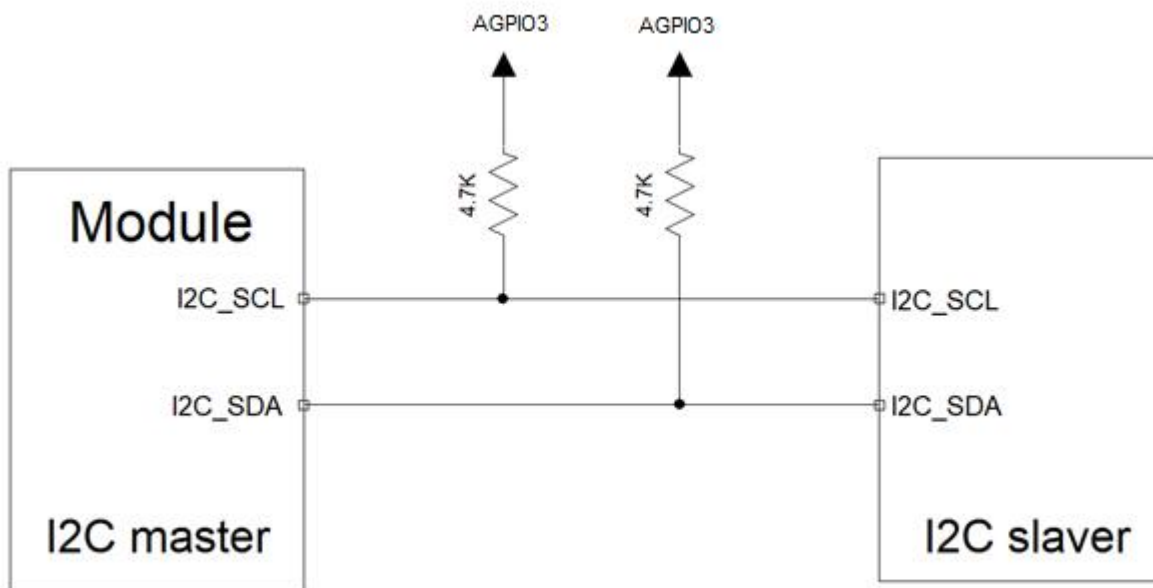 AGPIO3
AGPIO3
4.7K
4.7K
Module
I2C_SCL
I2C_SCL
I2C_SDA
I2C_SDA
I2C master
I2C slaver